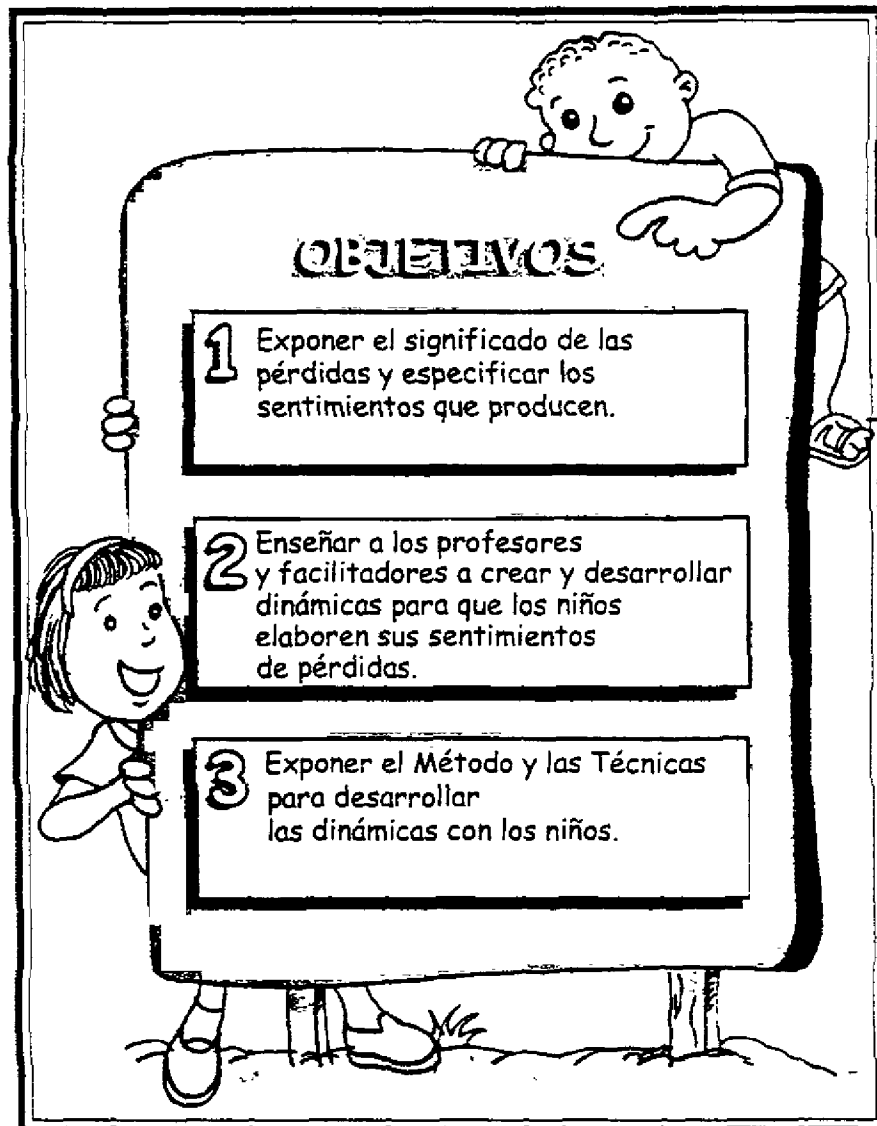 OBJETIVOS
1 Exponer el significado de las
pérdidas y especificar los
sentimientos que producen.
2 Enseñar a los profesores
y facilitadores a crear y desarrollar
dinámicas para que los niños
elaboren sus sentimientos
de pérdidas.
3 Exponer el Método y las Técnicas
para desarrollar
las dinámicas con los niños.